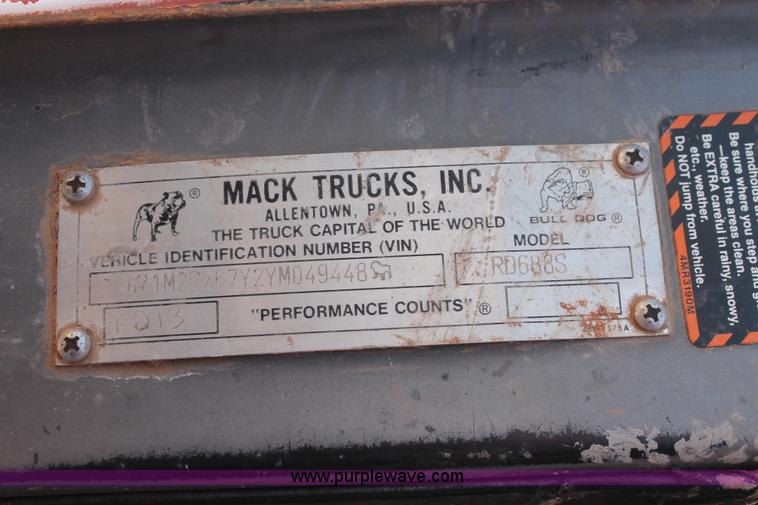 MACK TRUCKS, INC.
ALLENTOWN, PA., U.S.A.
THE TRUCK CAPITAL OF THE WORLD
BULL DOG ®
VEHICLE IDENTIFICATION NUMBER (VIN)
MODEL
RD688S
"PERFORMANCE COUNTS" ®
handholds
Be sure where you step and
—keep the areas clean.
Be EXTRA careful in rainy, snowy,
etc., weather.
Do NOT jump from vehicle.
4MR3190M
www.purplewave.com